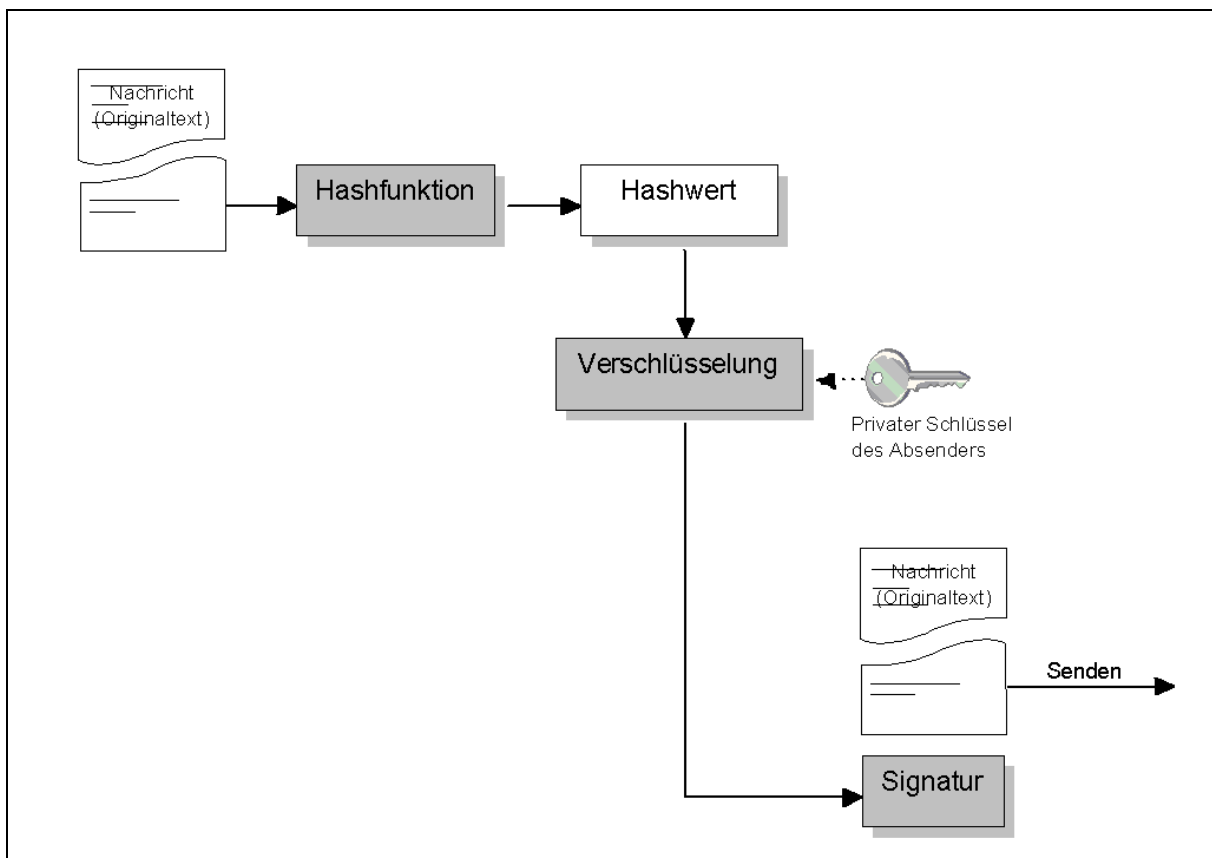 Nachricht
(Originaltext)
Hashfunktion
Hashwert
Verschlüsselung
Privater Schlüssel
des Absenders
Nachricht
(Originaltext)
Senden
Signatur